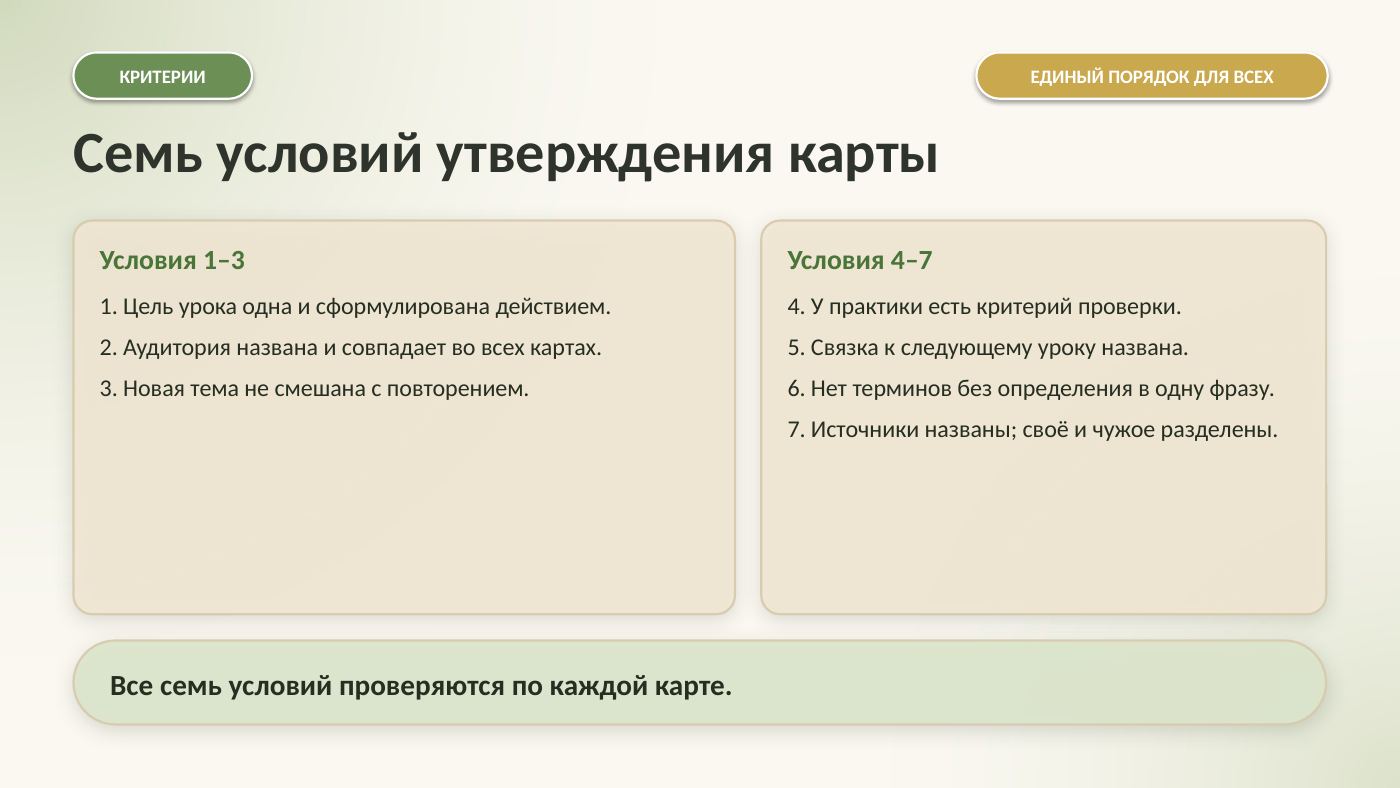 КРИТЕРИИ
ЕДИНЫЙ ПОРЯДОК ДЛЯ ВСЕХ
Семь условий утверждения карты
Условия 1–3
1. Цель урока одна и сформулирована действием.
2. Аудитория названа и совпадает во всех картах.
3. Новая тема не смешана с повторением.
Условия 4–7
4. У практики есть критерий проверки.
5. Связка к следующему уроку названа.
6. Нет терминов без определения в одну фразу.
7. Источники названы; своё и чужое разделены.
Все семь условий проверяются по каждой карте.